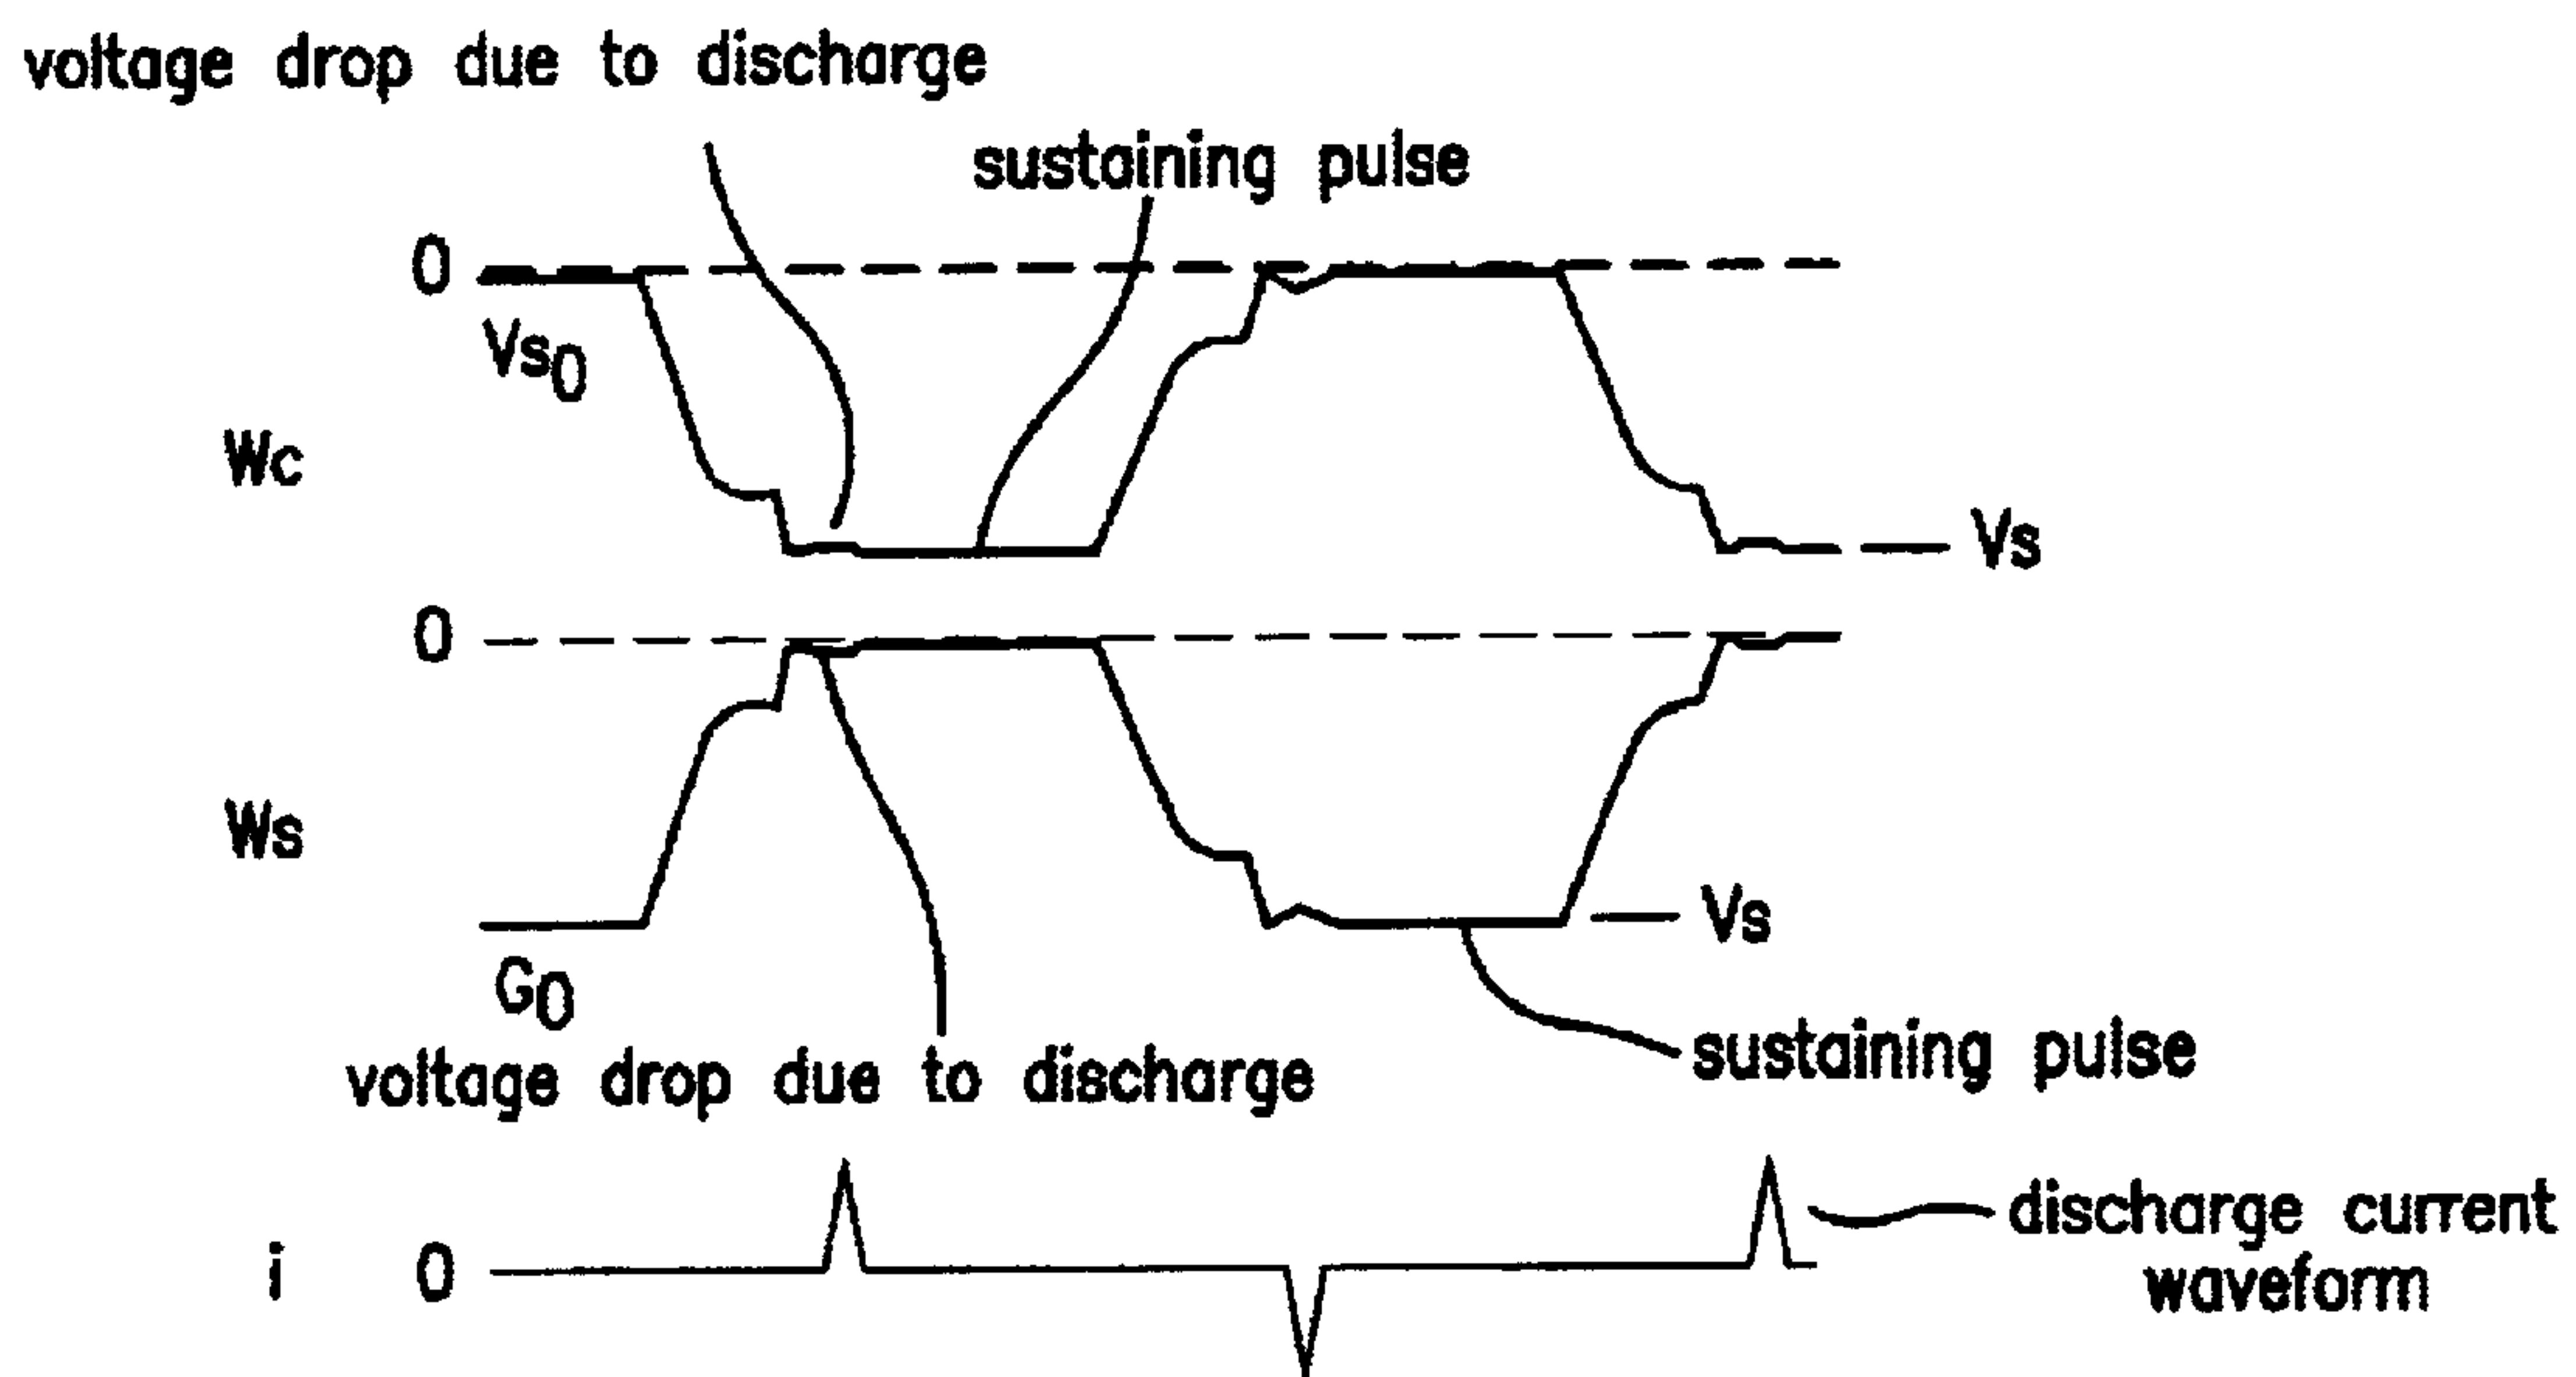 voltage drop due to discharge
sustaining pulse
0
Vs0
Wc
Vs
0
Ws
Vs
G0
sustaining pulse
voltage drop due to discharge
i 0
discharge current
waveform